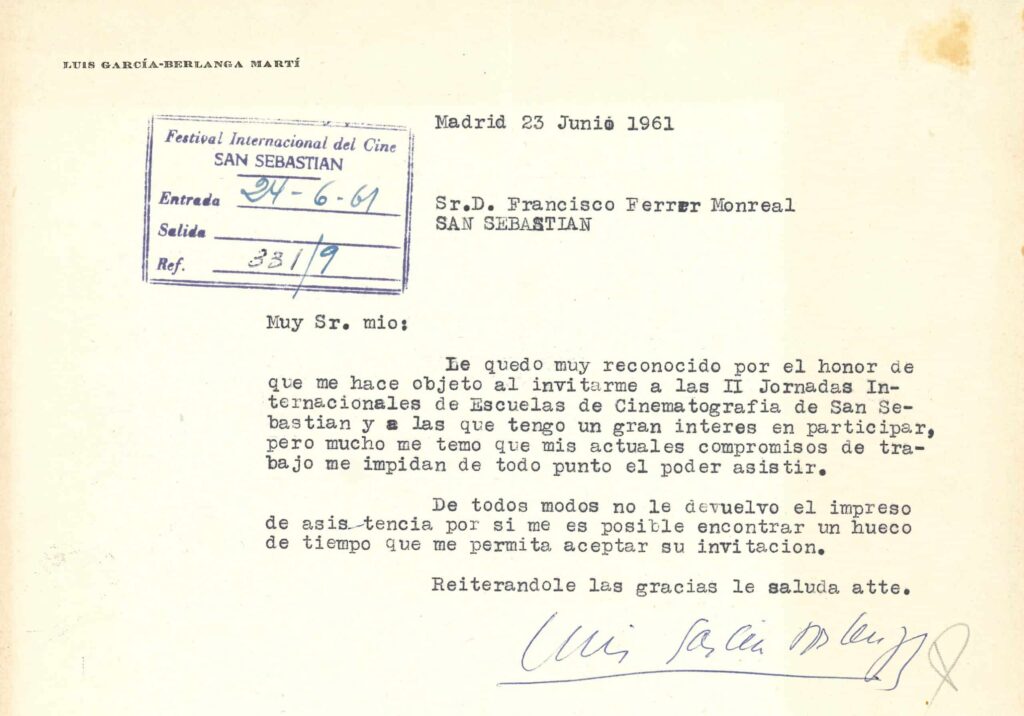 LUIS GARCÍA-BERLANGA MARTÍ
Festival Internacional del Cine
SAN SEBASTIAN
Entrada 24-6-61
Salida
Ref. 331/9
Madrid 23 Junio 1961
Sr.D. Francisco Ferrer Monreal
SAN SEBASTIAN
Muy Sr. mio:
Le quedo muy reconocido por el honor de
que me hace objeto al invitarme a las II Jornadas In-
ternacionales de Escuelas de Cinematografia de San Se-
bastian y a las que tengo un gran interes en participar,
pero mucho me temo que mis actuales compromisos de tra-
bajo me impidan de todo punto el poder asistir.
De todos modos no le devuelvo el impreso
de asis tencia por si me es posible encontrar un hueco
de tiempo que me permita aceptar su invitacion.
Reiterandole las gracias le saluda atte.
Luis García Berlanga